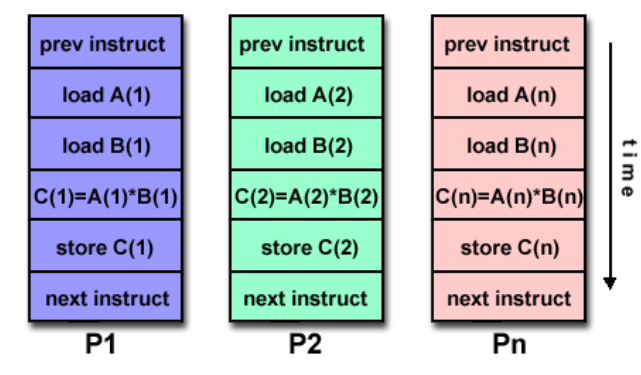 prev instruct
load A(1)
load B(1)
C(1)=A(1)*B(1)
store C(1)
next instruct
P1
prev instruct
load A(2)
load B(2)
C(2)=A(2)*B(2)
store C(2)
next instruct
P2
prev instruct
load A(n)
load B(n)
C(n)=A(n)*B(n)
store C(n)
next instruct
Pn
time